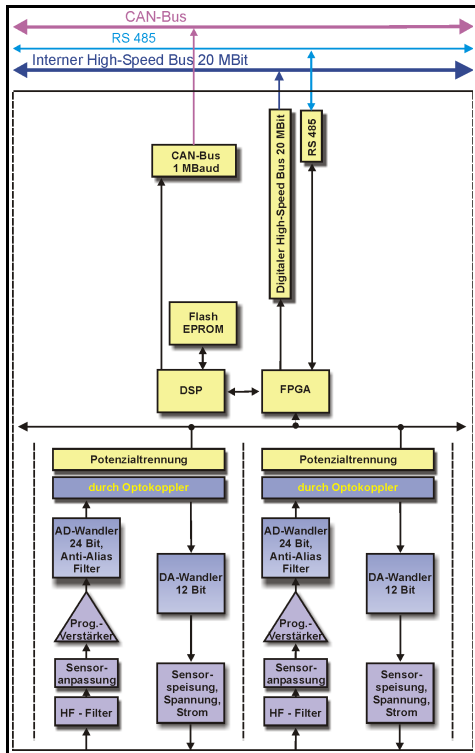 CAN-Bus
RS 485
Interner High-Speed Bus 20 MBit
CAN-Bus
1 MBaud
Digitaler High-Speed Bus 20 MBit
RS 485
Flash
EPROM
DSP
FPGA
Potenzialtrennung
durch Optokoppler
AD-Wandler
24 Bit,
Anti-Alias
Filter
DA-Wandler
12 Bit
Prog.-
Verstärker
Sensor-
anpassung
HF - Filter
Sensor-
speisung,
Spannung,
Strom
Potenzialtrennung
durch Optokoppler
AD-Wandler
24 Bit,
Anti-Alias
Filter
DA-Wandler
12 Bit
Prog.-
Verstärker
Sensor-
anpassung
HF - Filter
Sensor-
speisung,
Spannung,
Strom